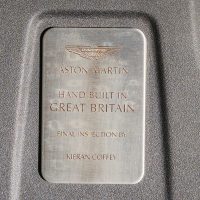 ASTON MARTIN
HAND BUILT IN
GREAT BRITAIN
FINAL INSPECTION BY
KIERAN COFFEY